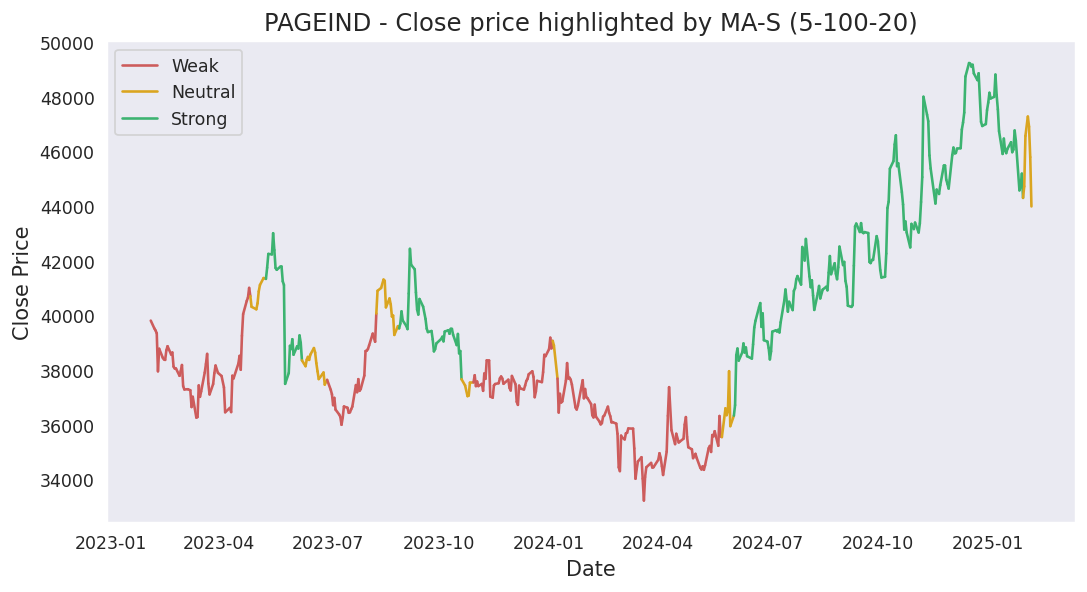 PAGEIND - Close price highlighted by MA-S (5-100-20)
50000
48000
46000
44000
42000
40000
38000
36000
34000
Close Price
Weak
Neutral
Strong
2023-01 2023-04 2023-07 2023-10 2024-01 2024-04 2024-07 2024-10 2025-01
Date